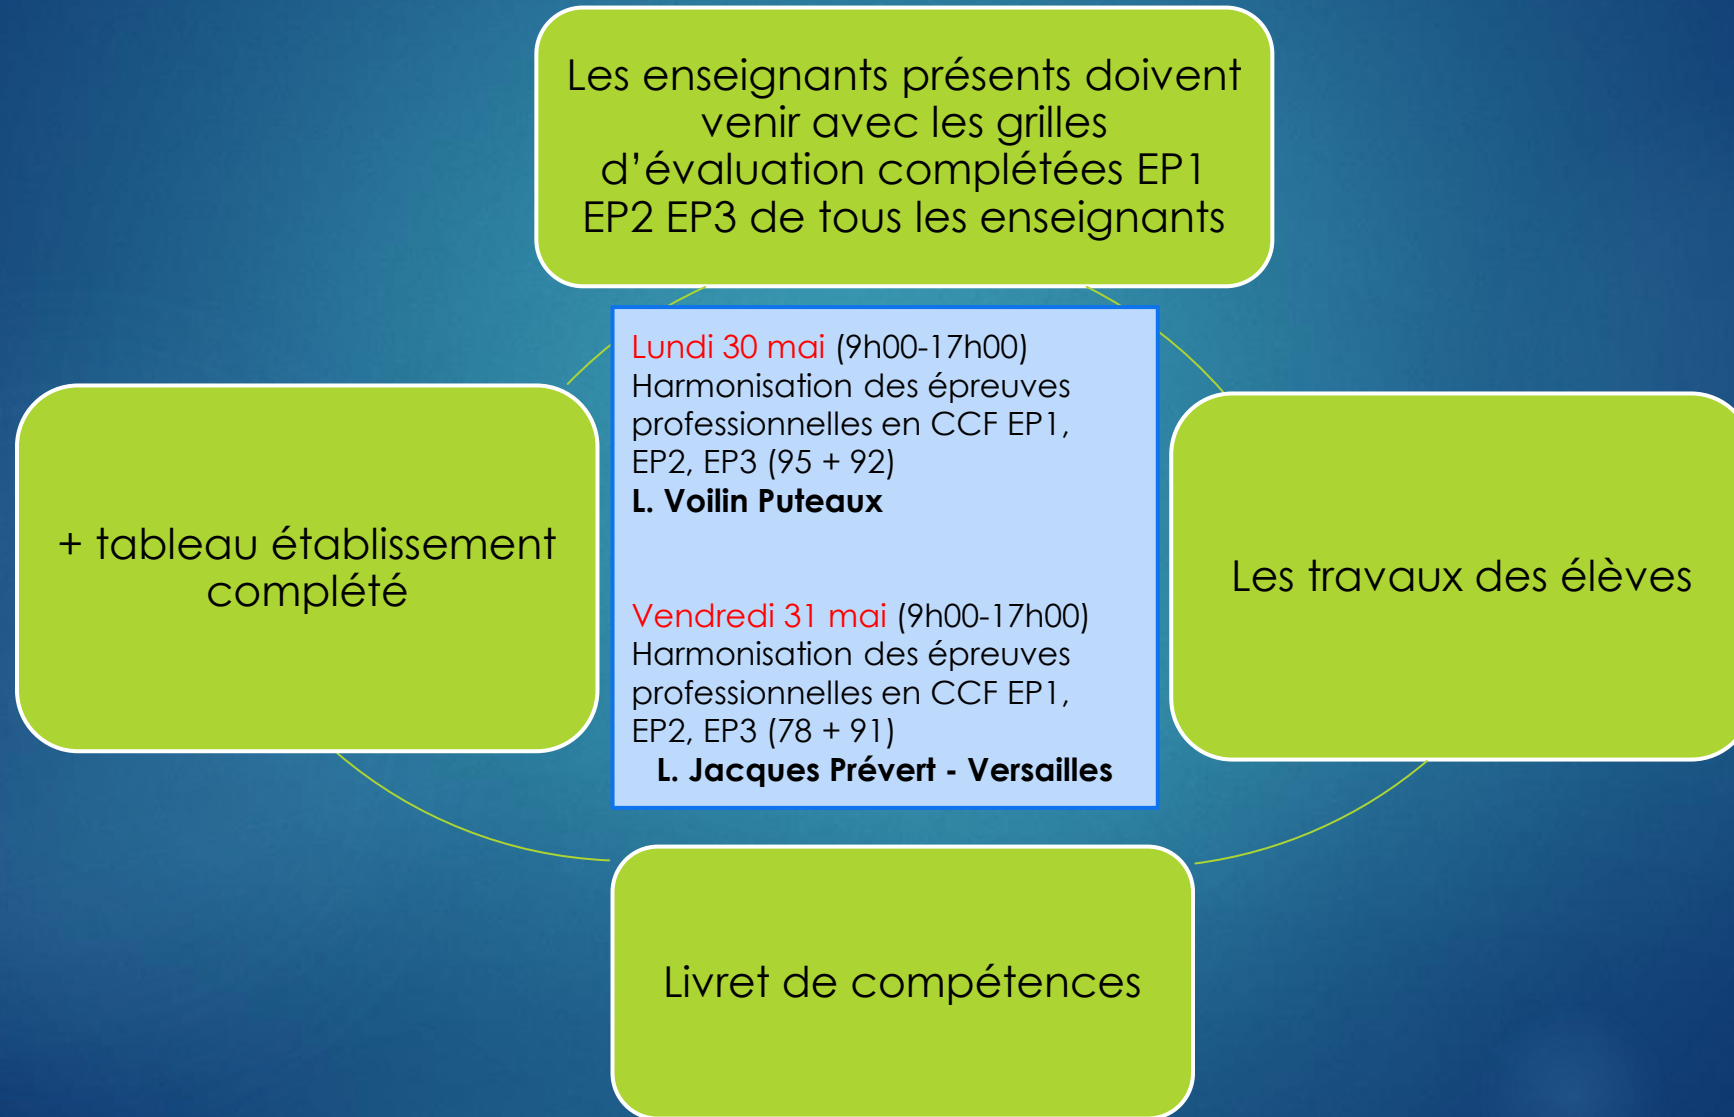 Les enseignants présents doivent
venir avec les grilles
d’évaluation complétées EP1
EP2 EP3 de tous les enseignants
Lundi 30 mai (9h00-17h00)
Harmonisation des épreuves
professionnelles en CCF EP1,
EP2, EP3 (95 + 92)
L. Voilin Puteaux
Vendredi 31 mai (9h00-17h00)
Harmonisation des épreuves
professionnelles en CCF EP1,
EP2, EP3 (78 + 91)
L. Jacques Prévert - Versailles
+ tableau établissement
complété
Les travaux des élèves
Livret de compétences